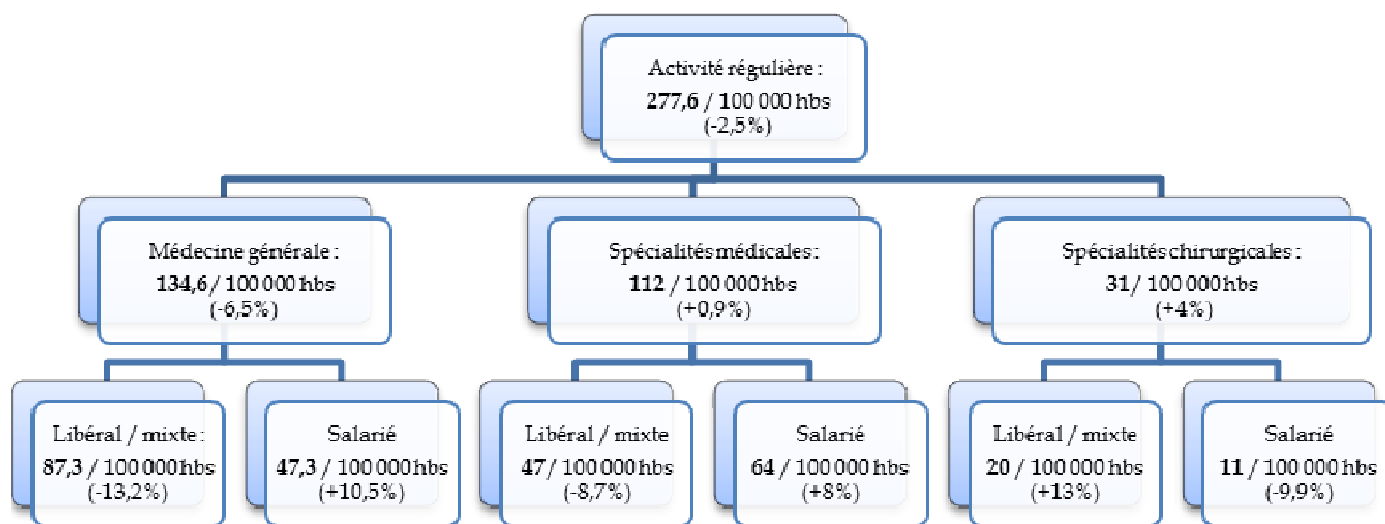 Activité régulière :
277,6 / 100 000 hbs
(-2,5%)
Médecine générale :
134,6 / 100 000 hbs
(-6,5%)
Spécialités médicales :
112 / 100 000 hbs
(+0,9%)
Spécialités chirurgicales :
31 / 100 000 hbs
(+4%)
Libéral / mixte :
87,3 / 100 000 hbs
(-13,2%)
Salarié
47,3 / 100 000 hbs
(+10,5%)
Libéral / mixte
47 / 100 000 hbs
(-8,7%)
Salarié
64 / 100 000 hbs
(+8%)
Libéral / mixte
20 / 100 000 hbs
(+13%)
Salarié
11 / 100 000 hbs
(-9,9%)